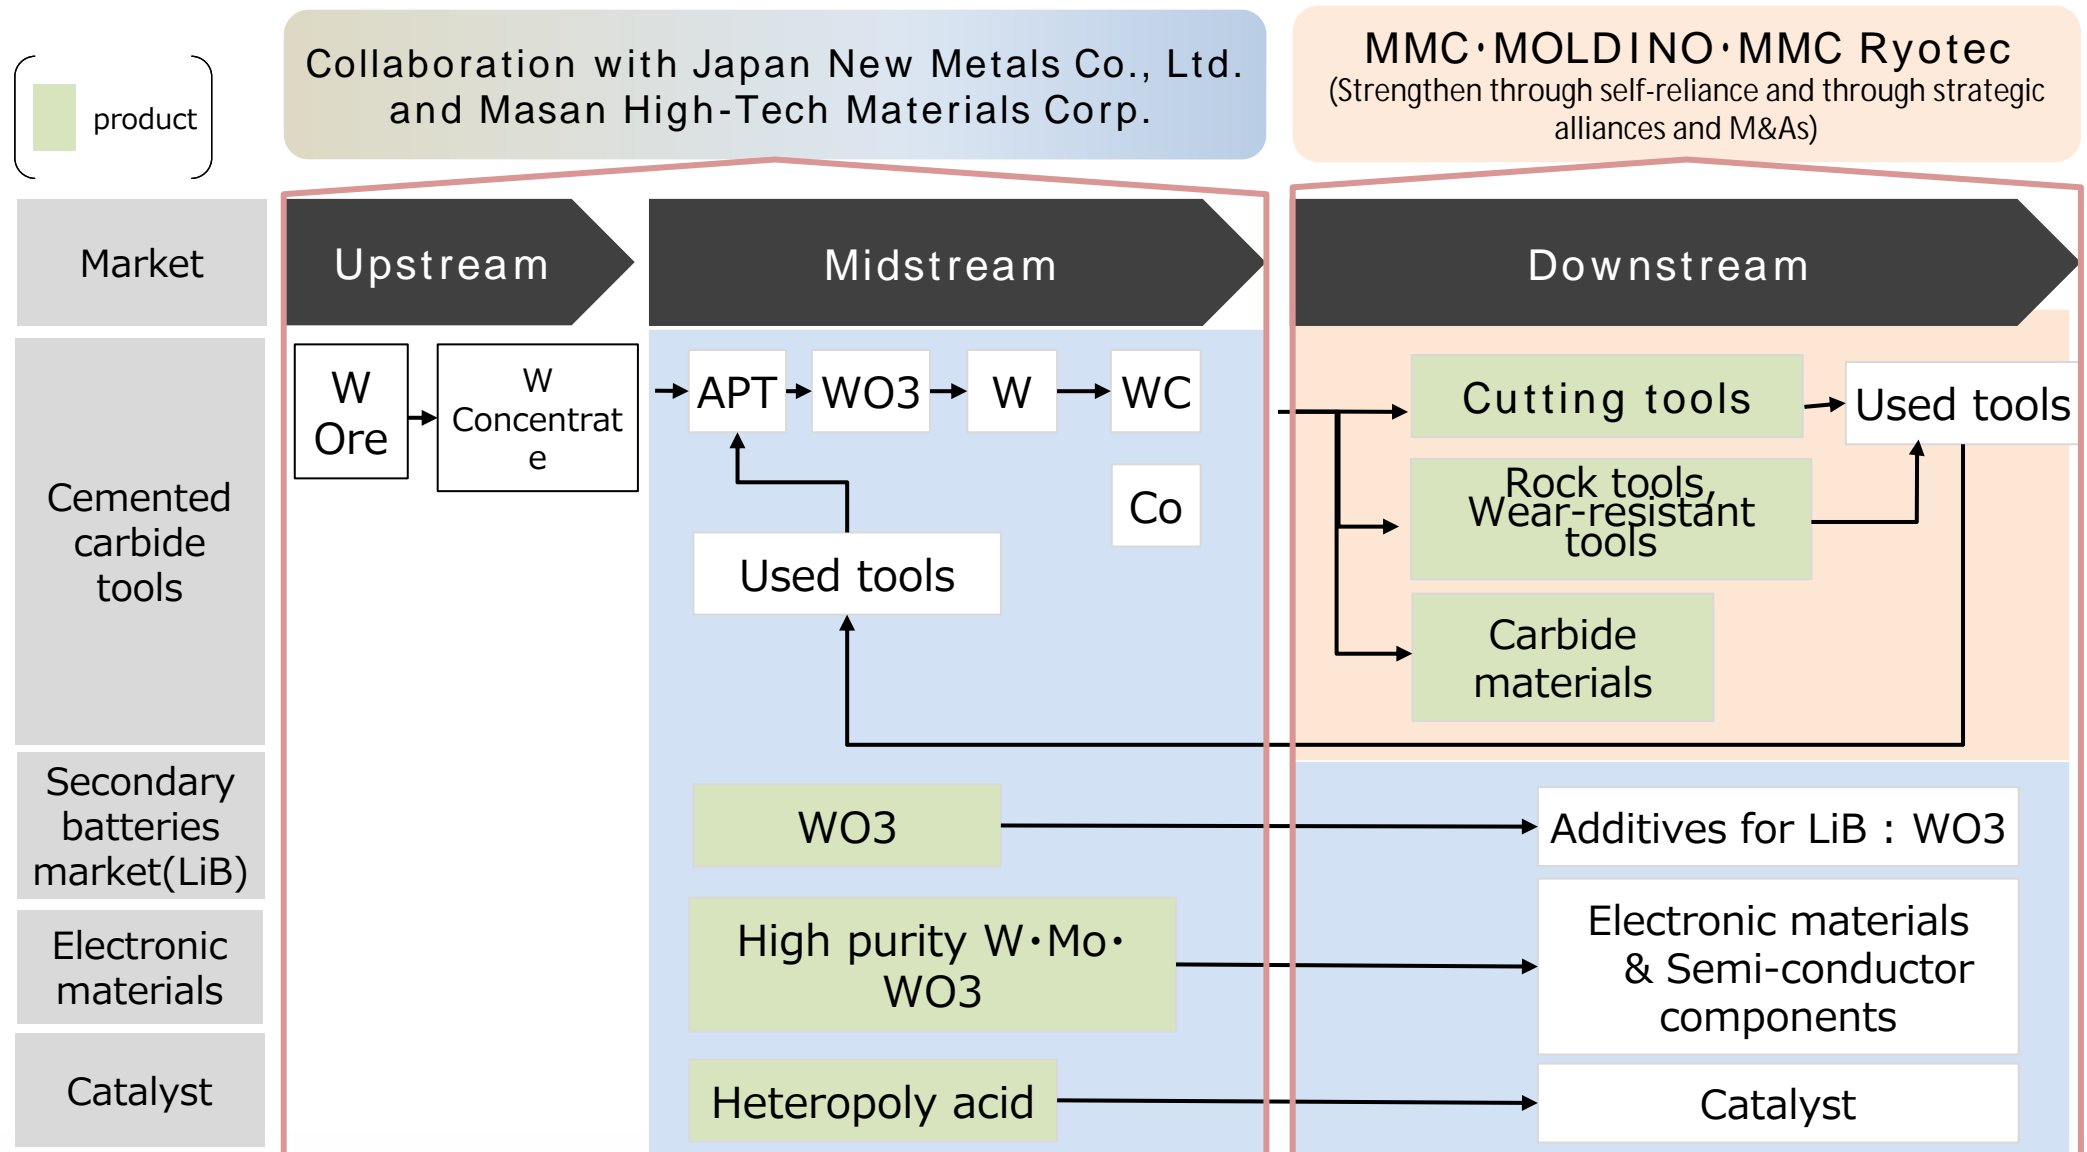 product
Collaboration with Japan New Metals Co., Ltd.
and Masan High-Tech Materials Corp.
MMC・MOLDINO・MMC Ryotec
(Strengthen through self-reliance and through strategic
alliances and M&As)
Market
Upstream
Midstream
Downstream
Cemented
carbide
tools
W
Ore
W
Concentrat
e
APT
WO3
W
WC
Co
Used tools
Cutting tools
Used tools
Rock tools,
Wear-resistant
tools
Carbide
materials
Secondary
batteries
market(LiB)
WO3
Additives for LiB : WO3
Electronic
materials
High purity W・Mo・
WO3
Electronic materials
& Semi-conductor
components
Catalyst
Heteropoly acid
Catalyst